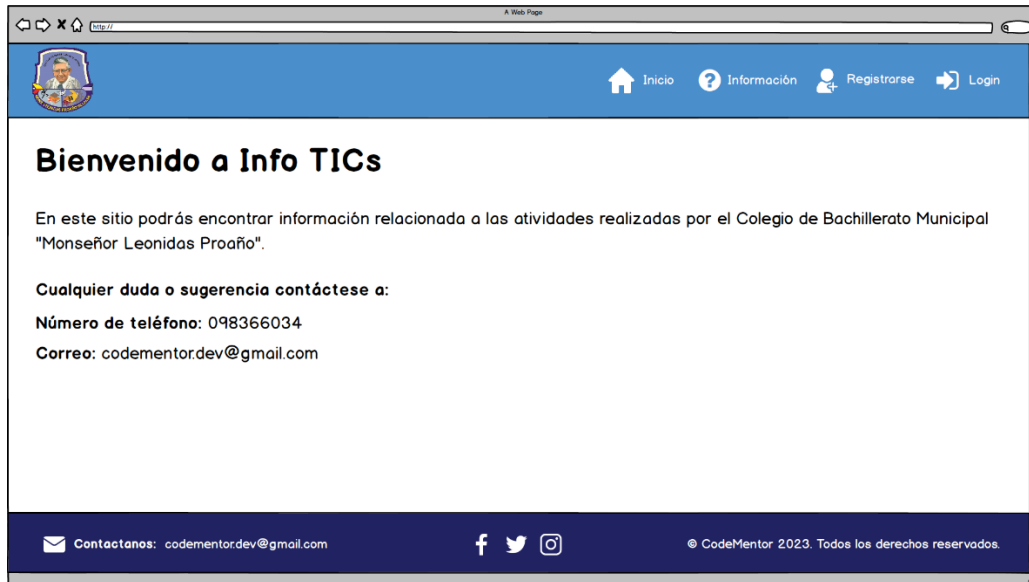 A Web Page
http://
Inicio
Información
Registrarse
Login
Bienvenido a Info TICs
En este sitio podrás encontrar información relacionada a las atividades realizadas por el Colegio de Bachillerato Municipal
"Monseñor Leonidas Proaño".
Cualquier duda o sugerencia contáctese a:
Número de teléfono: 098366034
Correo: codementor.dev@gmail.com
Contactanos: codementor.dev@gmail.com
© CodeMentor 2023. Todos los derechos reservados.